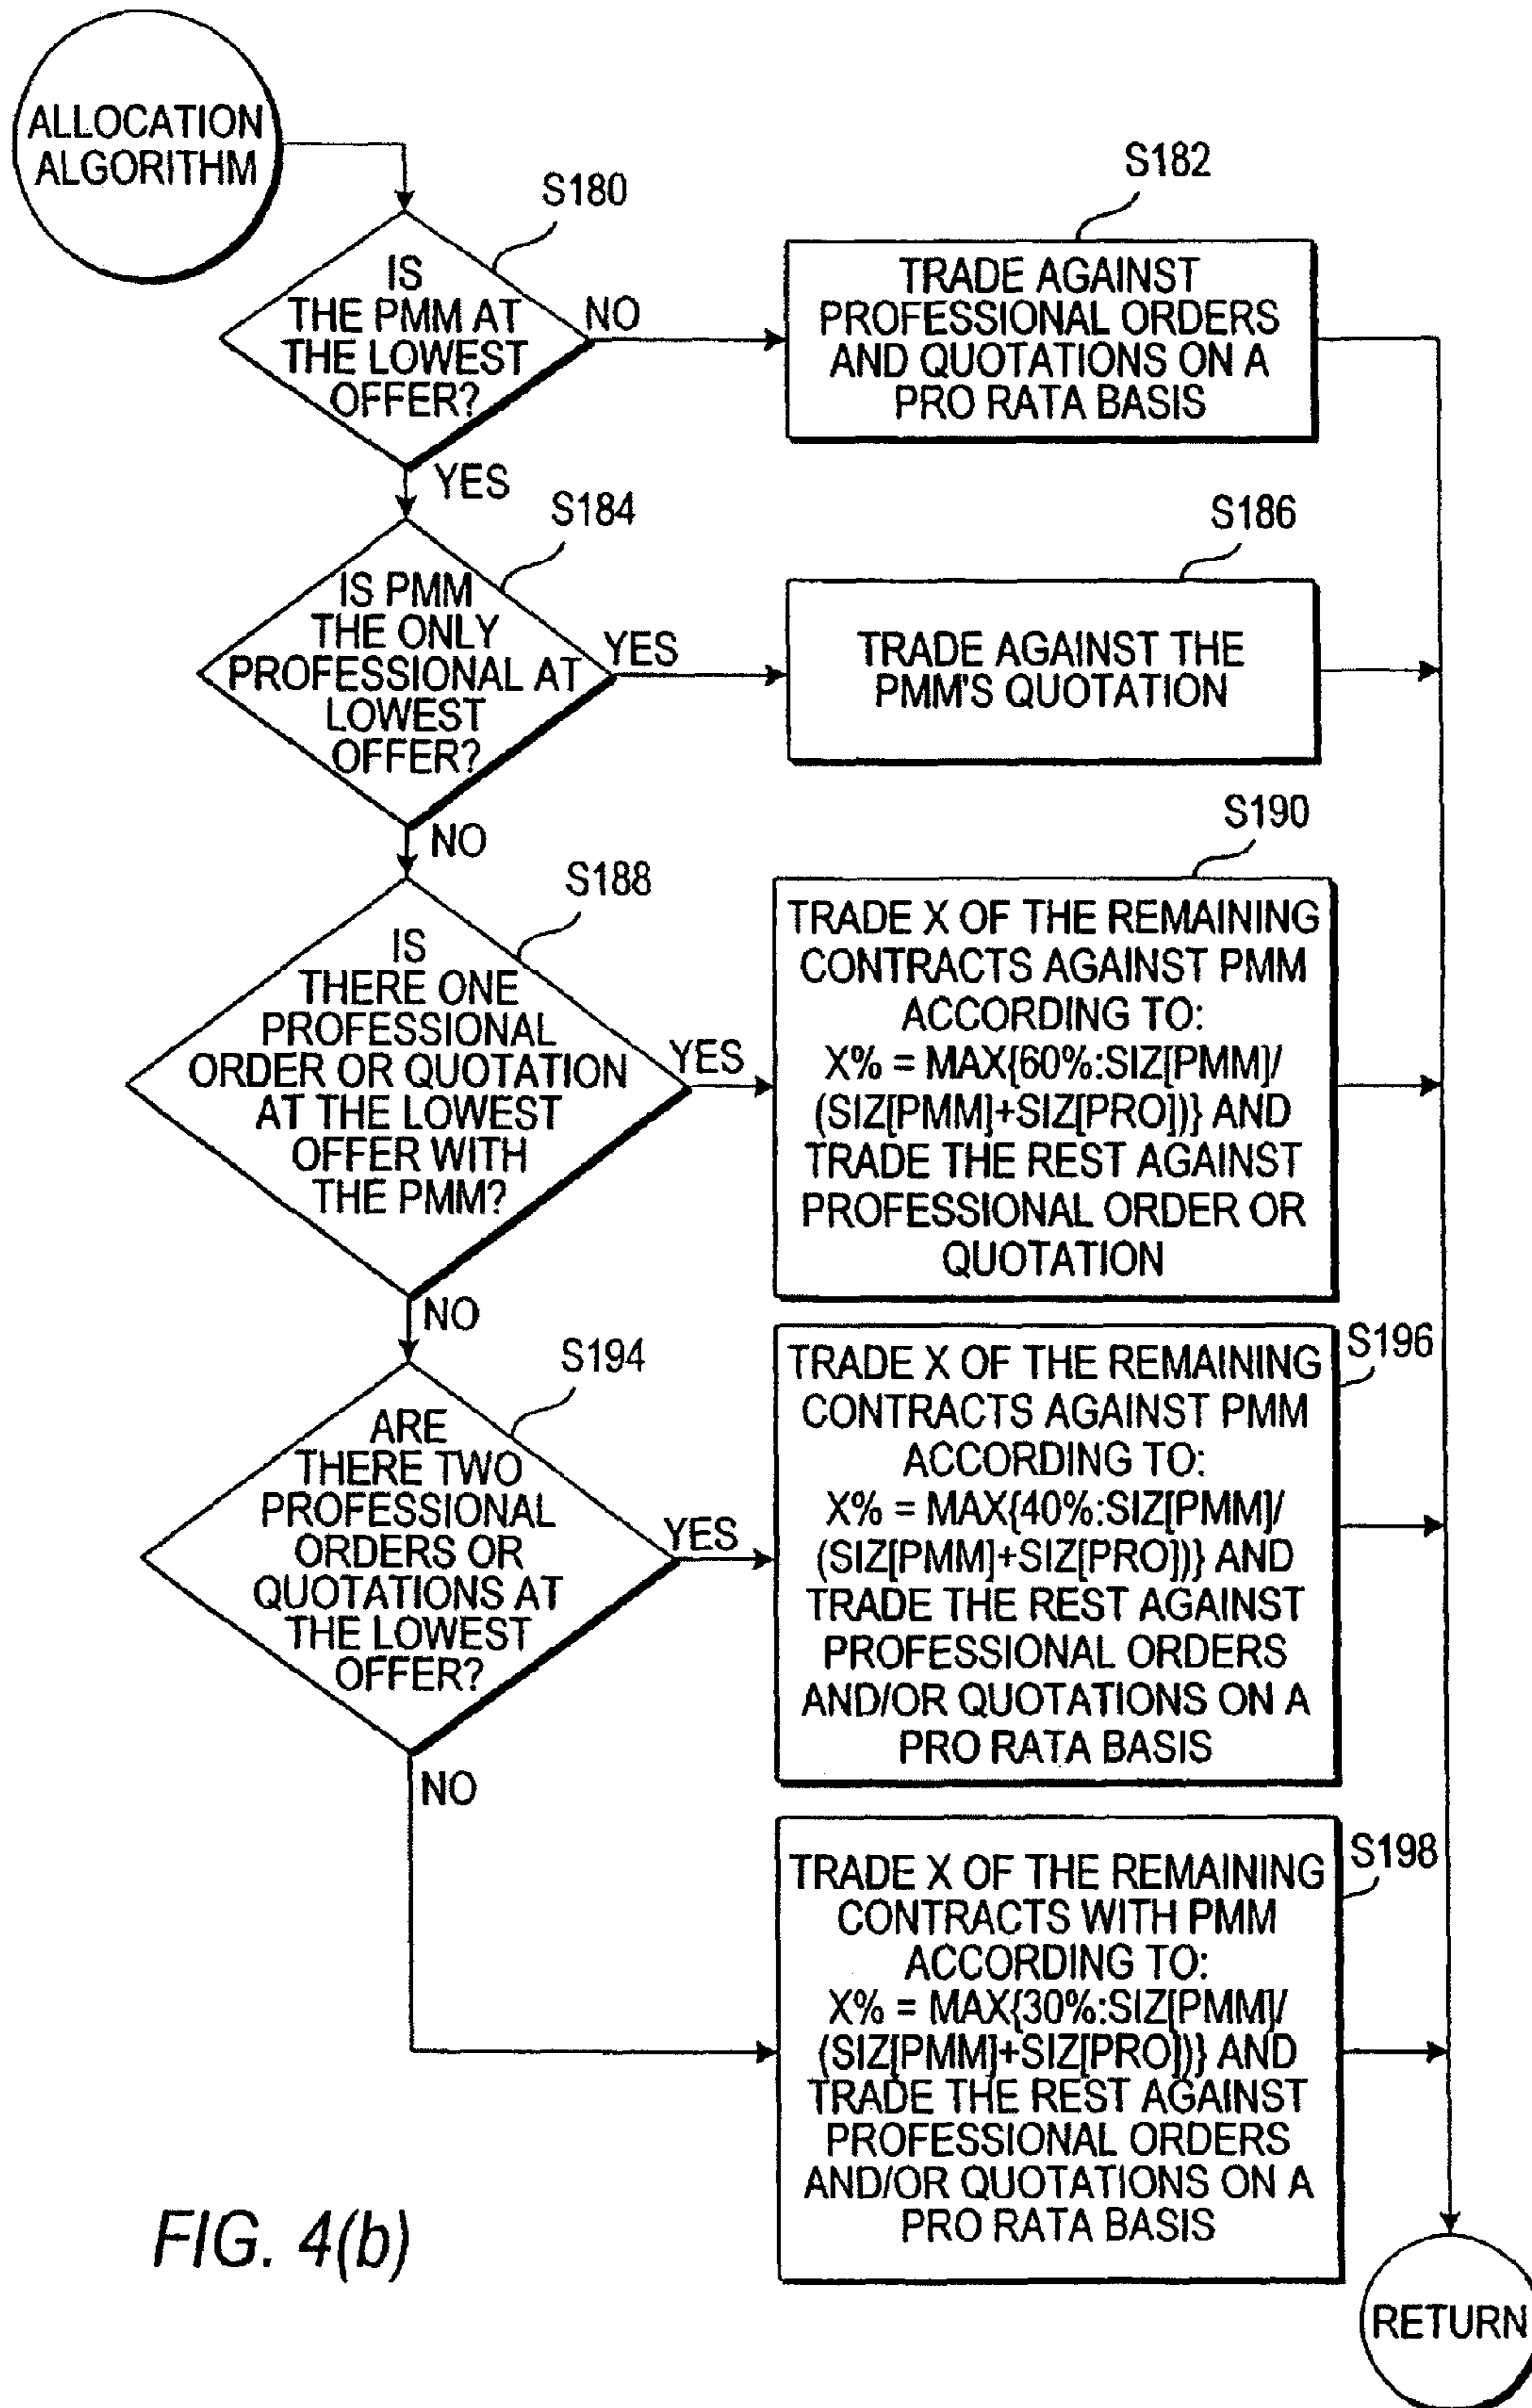 ALLOCATION
ALGORITHM
S180
IS
THE PMM AT
THE LOWEST
OFFER?
NO
YES
S182
TRADE AGAINST
PROFESSIONAL ORDERS
AND QUOTATIONS ON A
PRO RATA BASIS
S184
IS PMM
THE ONLY
PROFESSIONAL AT
LOWEST
OFFER?
YES
NO
S186
TRADE AGAINST THE
PMM'S QUOTATION
S188
IS
THERE ONE
PROFESSIONAL
ORDER OR QUOTATION
AT THE LOWEST
OFFER WITH
THE PMM?
YES
NO
S190
TRADE X OF THE REMAINING
CONTRACTS AGAINST PMM
ACCORDING TO:
X% = MAX{60%:SIZ[PMM]/
(SIZ[PMM]+SIZ[PRO])} AND
TRADE THE REST AGAINST
PROFESSIONAL ORDER OR
QUOTATION
S194
ARE
THERE TWO
PROFESSIONAL
ORDERS OR
QUOTATIONS AT
THE LOWEST
OFFER?
YES
NO
S196
TRADE X OF THE REMAINING
CONTRACTS AGAINST PMM
ACCORDING TO:
X% = MAX{40%:SIZ[PMM]/
(SIZ[PMM]+SIZ[PRO])} AND
TRADE THE REST AGAINST
PROFESSIONAL ORDERS
AND/OR QUOTATIONS ON A
PRO RATA BASIS
S198
TRADE X OF THE REMAINING
CONTRACTS WITH PMM
ACCORDING TO:
X% = MAX{30%:SIZ[PMM]/
(SIZ[PMM]+SIZ[PRO])} AND
TRADE THE REST AGAINST
PROFESSIONAL ORDERS
AND/OR QUOTATIONS ON A
PRO RATA BASIS
FIG. 4(b)
RETURN